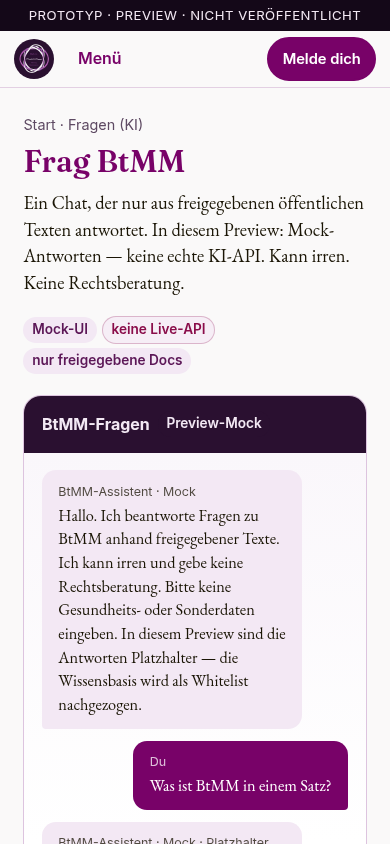 PROTOTYP · PREVIEW · NICHT VERÖFFENTLICHT
Menü
Melde dich
Start · Fragen (KI)
Frag BtMM
Ein Chat, der nur aus freigegebenen öffentlichen
Texten antwortet. In diesem Preview: Mock-
Antworten — keine echte KI-API. Kann irren.
Keine Rechtsberatung.
Mock-UI
keine Live-API
nur freigegebene Docs
BtMM-Fragen
Preview-Mock
BtMM-Assistent · Mock
Hallo. Ich beantworte Fragen zu
BtMM anhand freigegebener Texte.
Ich kann irren und gebe keine
Rechtsberatung. Bitte keine
Gesundheits- oder Sonderdaten
eingeben. In diesem Preview sind die
Antworten Platzhalter — die
Wissensbasis wird als Whitelist
nachgezogen.
Du
Was ist BtMM in einem Satz?
BtMM-Assistent · Mock · Platzhalter